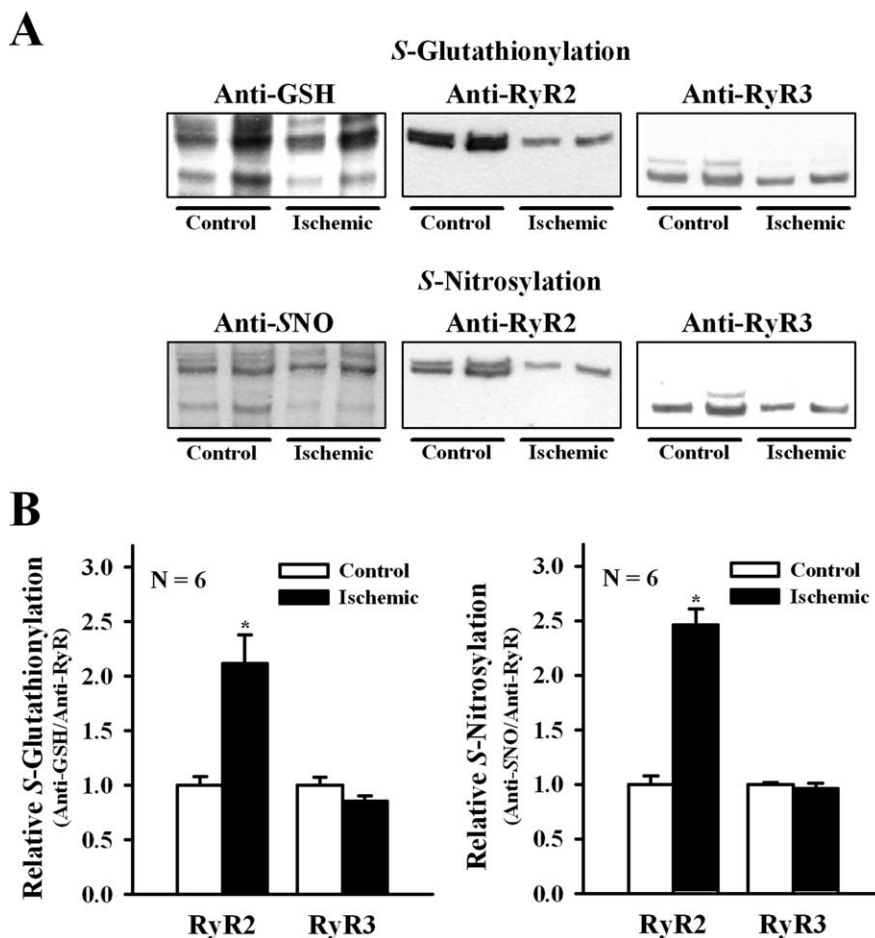 A
S-Glutathionylation
Anti-GSH Anti-RyR2 Anti-RyR3
Control Ischemic Control Ischemic Control Ischemic
S-Nitrosylation
Anti-SNO Anti-RyR2 Anti-RyR3
Control Ischemic Control Ischemic Control Ischemic
B
Relative S-Glutathionylation
(Anti-GSH/Anti-RyR)
3.0
2.5
2.0
1.5
1.0
0.5
0.0
N = 6
Control
Ischemic
*
RyR2 RyR3
Relative S-Nitrosylation
(Anti-SNO/Anti-RyR)
3.0
2.5
2.0
1.5
1.0
0.5
0.0
N = 6
Control
Ischemic
*
RyR2 RyR3